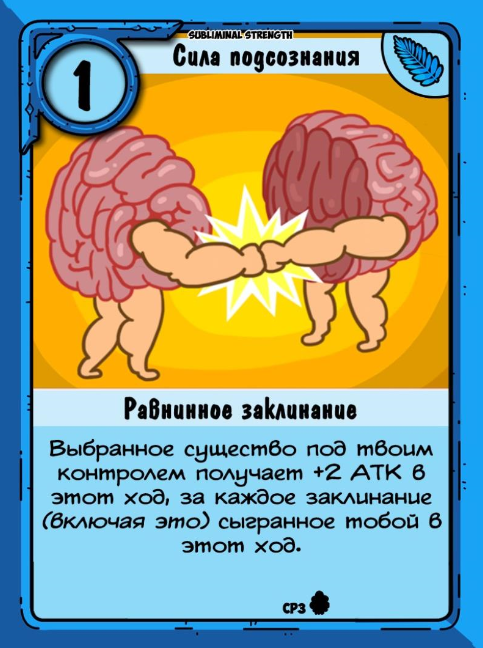 SUBLIMINAL STRENGTH
1
Сила подсознания
Равнинное заклинание
Выбранное существо под твоим
контролем получает +2 АТК в
этот ход, за каждое заклинание
(включая это) сыгранное тобой в
этот ход.
СР3